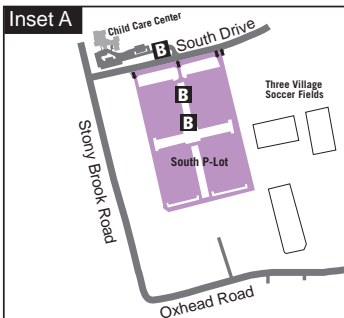 Inset A
Child Care Center
South Drive
B
B
B
Three Village
Soccer Fields
South P-Lot
Stony Brook Road
Oxhead Road